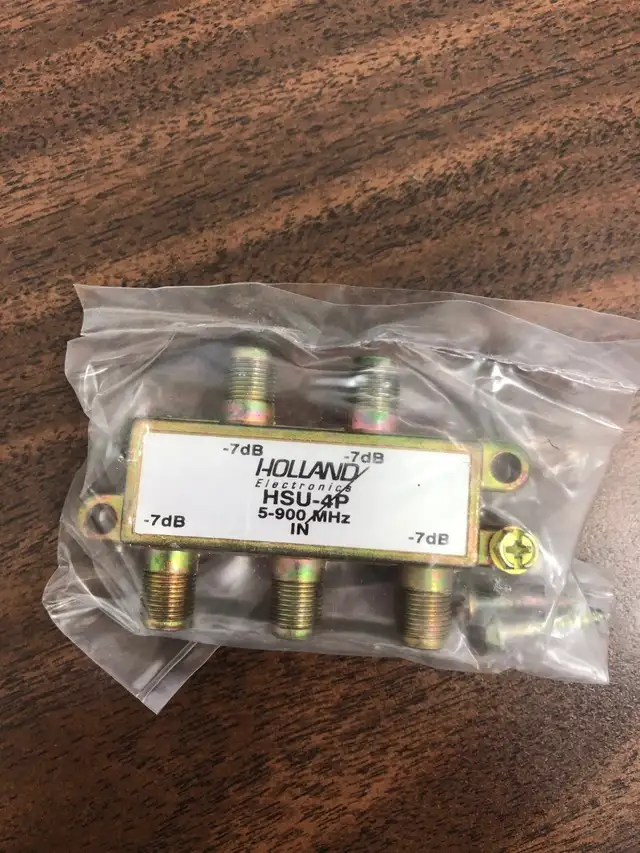 -7dB
-7dB
HOLLAND
Electronics
HSU-4P
5-900 MHz
IN
-7dB
-7dB